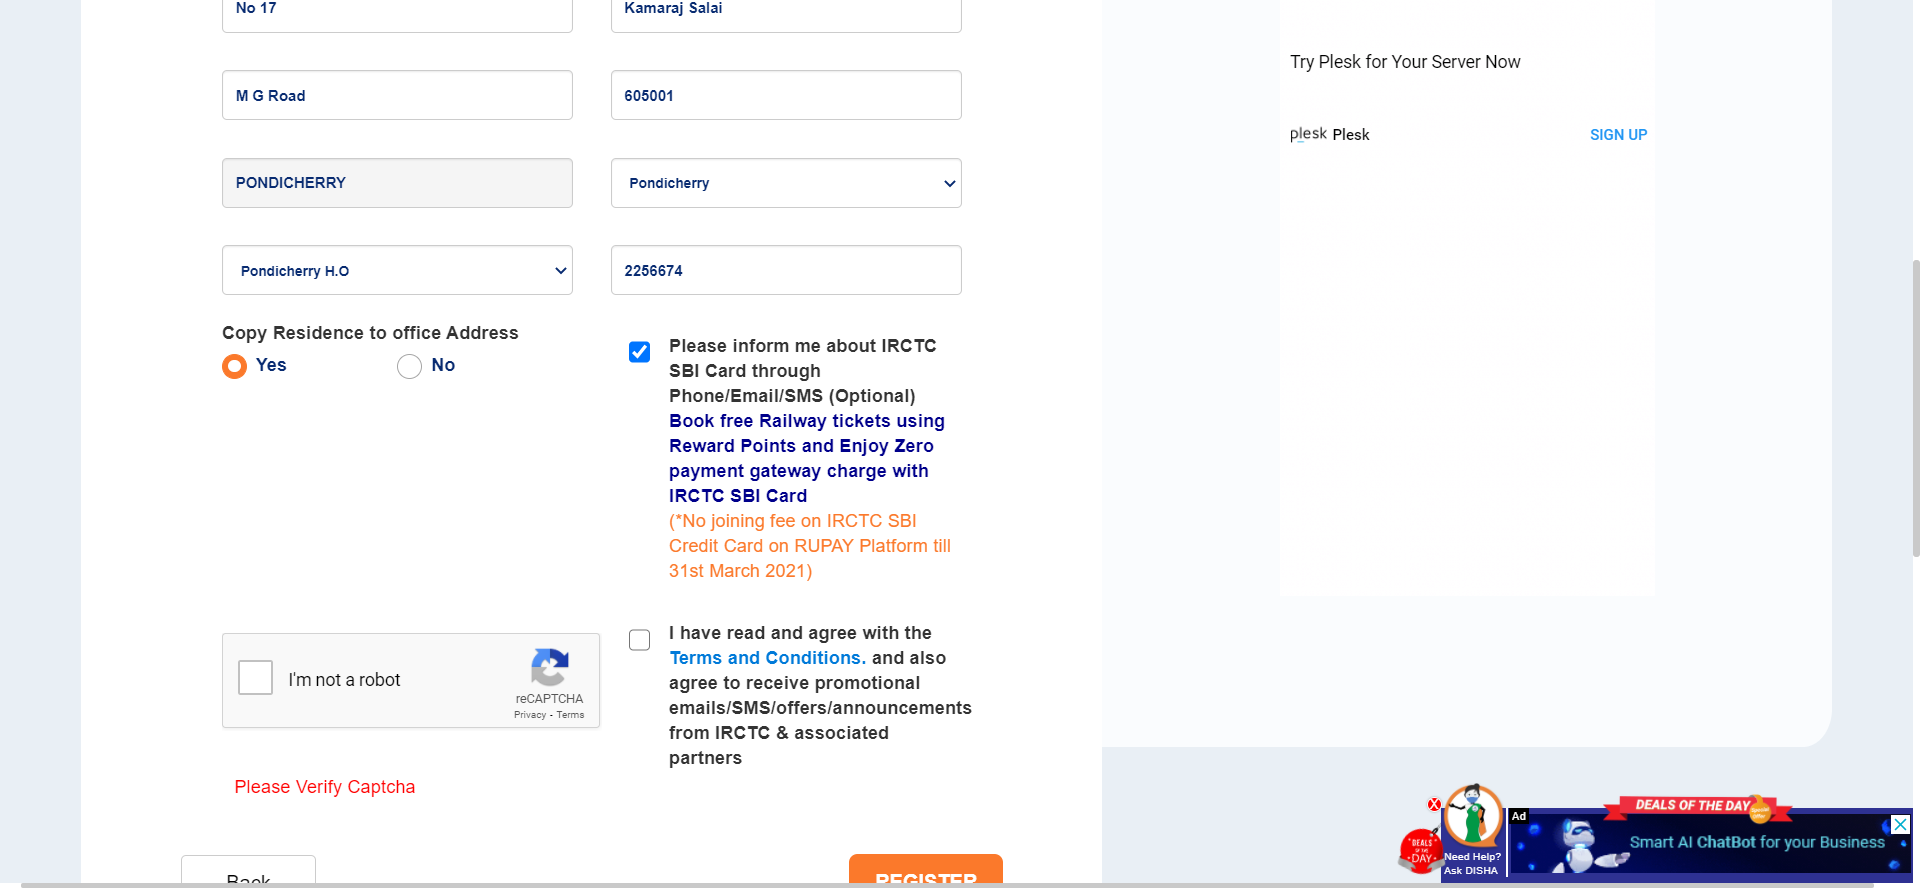 No 17
Kamaraj Salai
M G Road
605001
PONDICHERRY
Pondicherry
Pondicherry H.O
2256674
Copy Residence to office Address
Yes
No
Please inform me about IRCTC
SBI Card through
Phone/Email/SMS (Optional)
Book free Railway tickets using
Reward Points and Enjoy Zero
payment gateway charge with
IRCTC SBI Card
(*No joining fee on IRCTC SBI
Credit Card on RUPAY Platform till
31st March 2021)
I'm not a robot
reCAPTCHA
Privacy - Terms
I have read and agree with the
Terms and Conditions. and also
agree to receive promotional
emails/SMS/offers/announcements
from IRCTC & associated
partners
Please Verify Captcha
Back
REGISTER
Try Plesk for Your Server Now
plesk Plesk
SIGN UP
X
DEALS
OF THE
DAY
Need Help?
Ask DISHA
Ad
DEALS OF THE DAY
Special
offer
Smart AI ChatBot for your Business